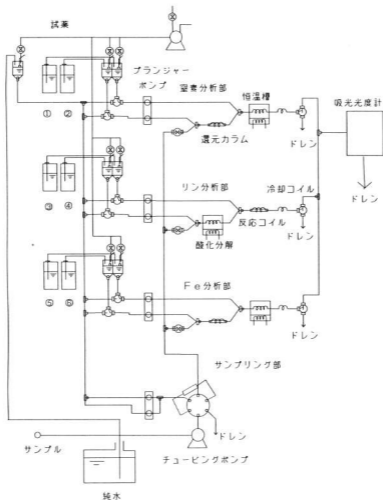 試薬
プランジャー
ポンプ
窒素分析部
恒温槽
吸光光度計
① ②
還元カラム
ドレン
ドレン
リン分析部
冷却コイル
③ ④
酸化分解
反応コイル
ドレン
Fe分析部
⑤ ⑥
ドレン
サンプリング部
ドレン
サンプル
チュービングポンプ
純水